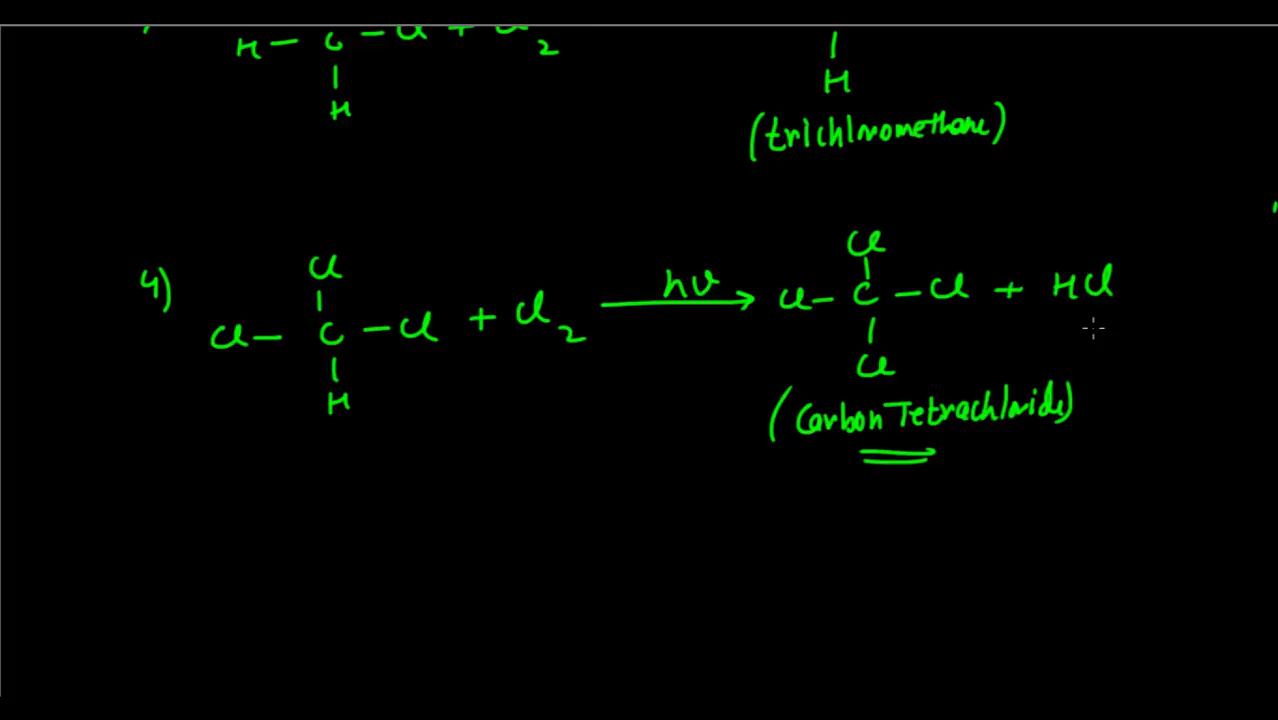 H - C - Cl + Cl2
|
H
|
H
(trichloromethane)
4)
Cl
|
Cl - C - Cl + Cl2
|
H
hν
Cl
|
Cl - C - Cl + HCl
|
Cl
(Carbon Tetrachloride)